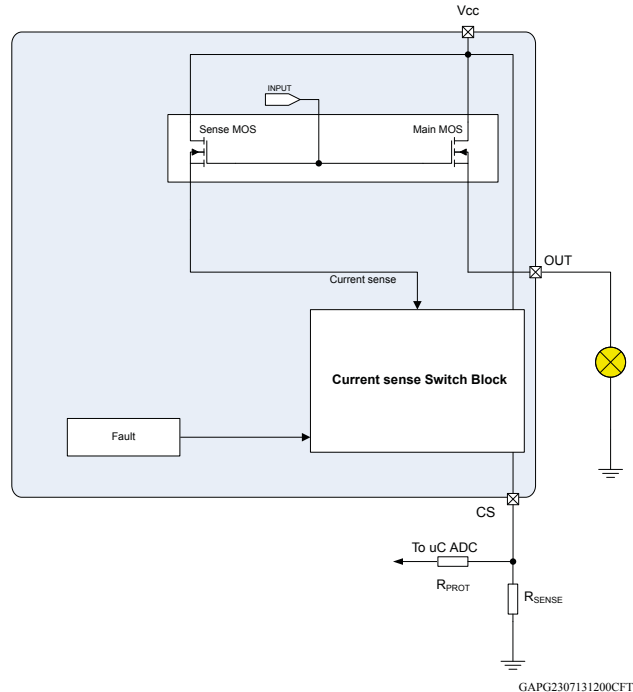 Vcc
INPUT
Sense MOS
Main MOS
OUT
Current sense
Current sense Switch Block
Fault
CS
To uC ADC
RPROT
RSENSE
GAPG2307131200CFT